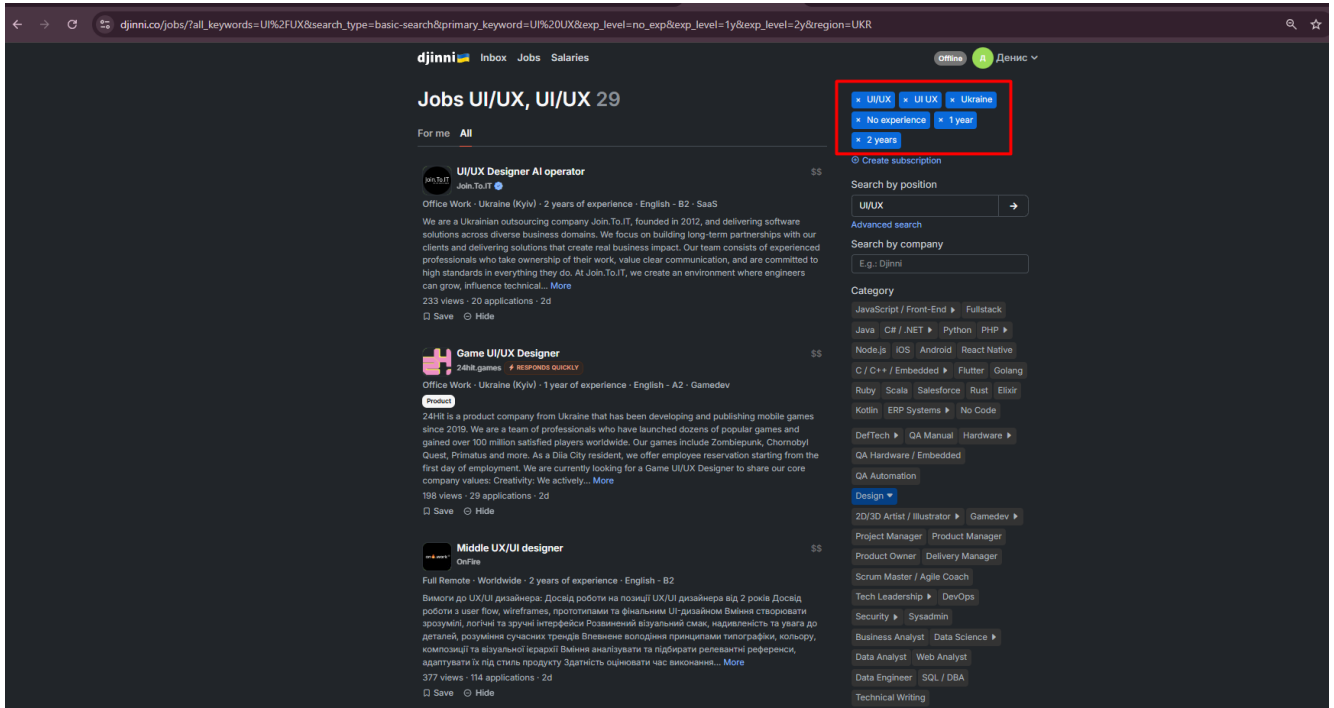 djinni.co/jobs/?all_keywords=UI%2FUX&search_type=basic-search&primary_keyword=UI%20UX&exp_level=no_exp&exp_level=1y&exp_level=2y&region=UKR
djinni Inbox Jobs Salaries
Offline Д Денис
Jobs UI/UX, UI/UX 29
For me All
UI/UX Designer AI operator $$
Join.To.IT
Join.To.IT
Office Work · Ukraine (Kyiv) · 2 years of experience · English - B2 · SaaS
We are a Ukrainian outsourcing company Join.To.IT, founded in 2012, and delivering software
solutions across diverse business domains. We focus on building long-term partnerships with our
clients and delivering solutions that create real business impact. Our team consists of experienced
professionals who take ownership of their work, value clear communication, and are committed to
high standards in everything they do. At Join.To.IT, we create an environment where engineers
can grow, influence technical... More
233 views · 20 applications · 2d
Save Hide
Game UI/UX Designer $$
24hit.games RESPONDS QUICKLY
Office Work · Ukraine (Kyiv) · 1 year of experience · English - A2 · Gamedev
Product
24Hit is a product company from Ukraine that has been developing and publishing mobile games
since 2019. We are a team of professionals who have launched dozens of popular games and
gained over 100 million satisfied players worldwide. Our games include Zombiepunk, Chornobyl
Quest, Primatus and more. As a Diia City resident, we offer employee reservation starting from the
first day of employment. We are currently looking for a Game UI/UX Designer to share our core
company values: Creativity: We actively... More
198 views · 29 applications · 2d
Save Hide
Middle UX/UI designer $$
OnFire
Full Remote · Worldwide · 2 years of experience · English - B2
Вимоги до UX/UI дизайнера: Досвід роботи на позиції UX/UI дизайнера від 2 років Досвід
роботи з user flow, wireframes, прототипами та фінальним UI-дизайном Вміння створювати
зрозумілі, логічні та зручні інтерфейси Розвинений візуальний смак, надивленість та увага до
деталей, розуміння сучасних трендів Впевнене володіння принципами типографіки, кольору,
композиції та візуальної ієрархії Вміння аналізувати та підбирати релевантні референси,
адаптувати їх під стиль продукту Здатність оцінювати час виконання... More
377 views · 114 applications · 2d
Save Hide
× UI/UX × UI UX × Ukraine
× No experience × 1 year
× 2 years
Create subscription
Search by position
UI/UX
Advanced search
Search by company
E.g.: Djinni
Category
JavaScript / Front-End Fullstack
Java C# / .NET Python PHP
Node.js iOS Android React Native
C / C++ / Embedded Flutter Golang
Ruby Scala Salesforce Rust Elixir
Kotlin ERP Systems No Code
DefTech QA Manual Hardware
QA Hardware / Embedded
QA Automation
Design
2D/3D Artist / Illustrator Gamedev
Project Manager Product Manager
Product Owner Delivery Manager
Scrum Master / Agile Coach
Tech Leadership DevOps
Security Sysadmin
Business Analyst Data Science
Data Analyst Web Analyst
Data Engineer SQL / DBA
Technical Writing